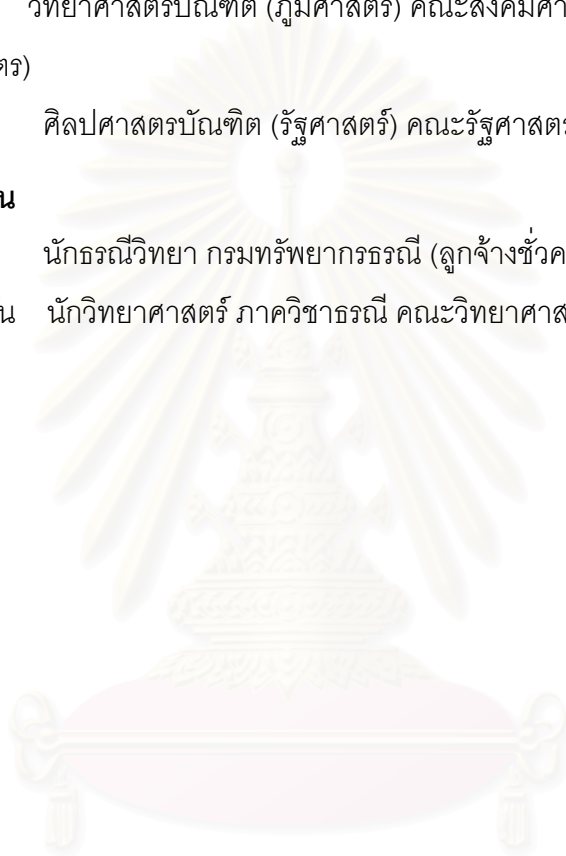 วิทยาศาสตรบัณฑิต (ภูมิศาสตร์) คณะสังคมศา
ตร)
ศิลปศาสตรบัณฑิต (รัฐศาสตร์) คณะรัฐศาสตร
น
นักธรณีวิทยา กรมทรัพยากรธรณี (ลูกจ้างชั่วค
น นักวิทยาศาสตร์ ภาควิชาธรณี คณะวิทยาศาส